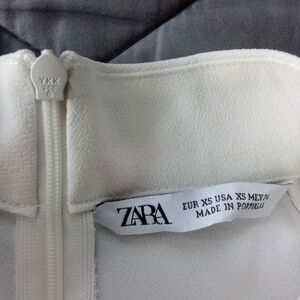 YKK
ZARA
EUR XS USA XS MEX
MADE IN PORTUGAL